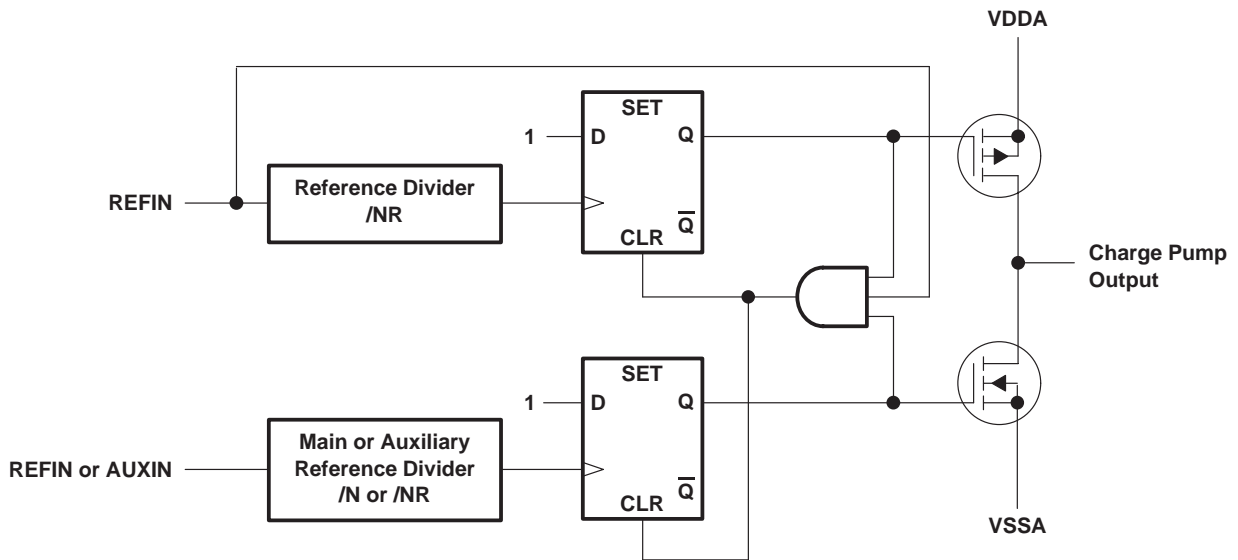 VDDA
SET
1
D
Q
Reference Divider
/NR
REFIN
Q
CLR
Charge Pump
Output
SET
1
D
Q
Main or Auxiliary
Reference Divider
/N or /NR
REFIN or AUXIN
Q
CLR
VSSA